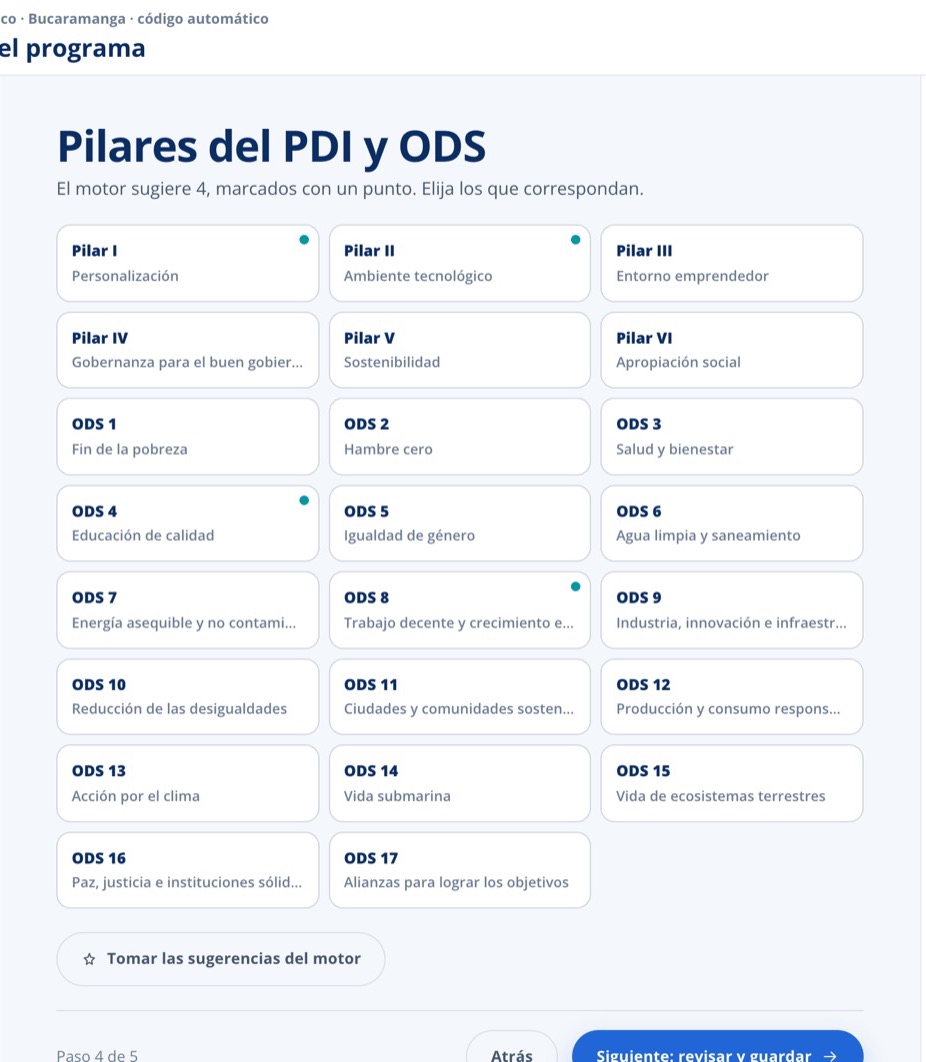 co · Bucaramanga · código automático
el programa
Pilares del PDI y ODS
El motor sugiere 4, marcados con un punto. Elija los que correspondan.
Pilar I
Personalización
Pilar II
Ambiente tecnológico
Pilar III
Entorno emprendedor
Pilar IV
Gobernanza para el buen gobier...
Pilar V
Sostenibilidad
Pilar VI
Apropiación social
ODS 1
Fin de la pobreza
ODS 2
Hambre cero
ODS 3
Salud y bienestar
ODS 4
Educación de calidad
ODS 5
Igualdad de género
ODS 6
Agua limpia y saneamiento
ODS 7
Energía asequible y no contami...
ODS 8
Trabajo decente y crecimiento e...
ODS 9
Industria, innovación e infraestr...
ODS 10
Reducción de las desigualdades
ODS 11
Ciudades y comunidades sosten...
ODS 12
Producción y consumo respons...
ODS 13
Acción por el clima
ODS 14
Vida submarina
ODS 15
Vida de ecosistemas terrestres
ODS 16
Paz, justicia e instituciones sólid...
ODS 17
Alianzas para lograr los objetivos
☆ Tomar las sugerencias del motor
Paso 4 de 5
Atrás
Siguiente: revisar y guardar →